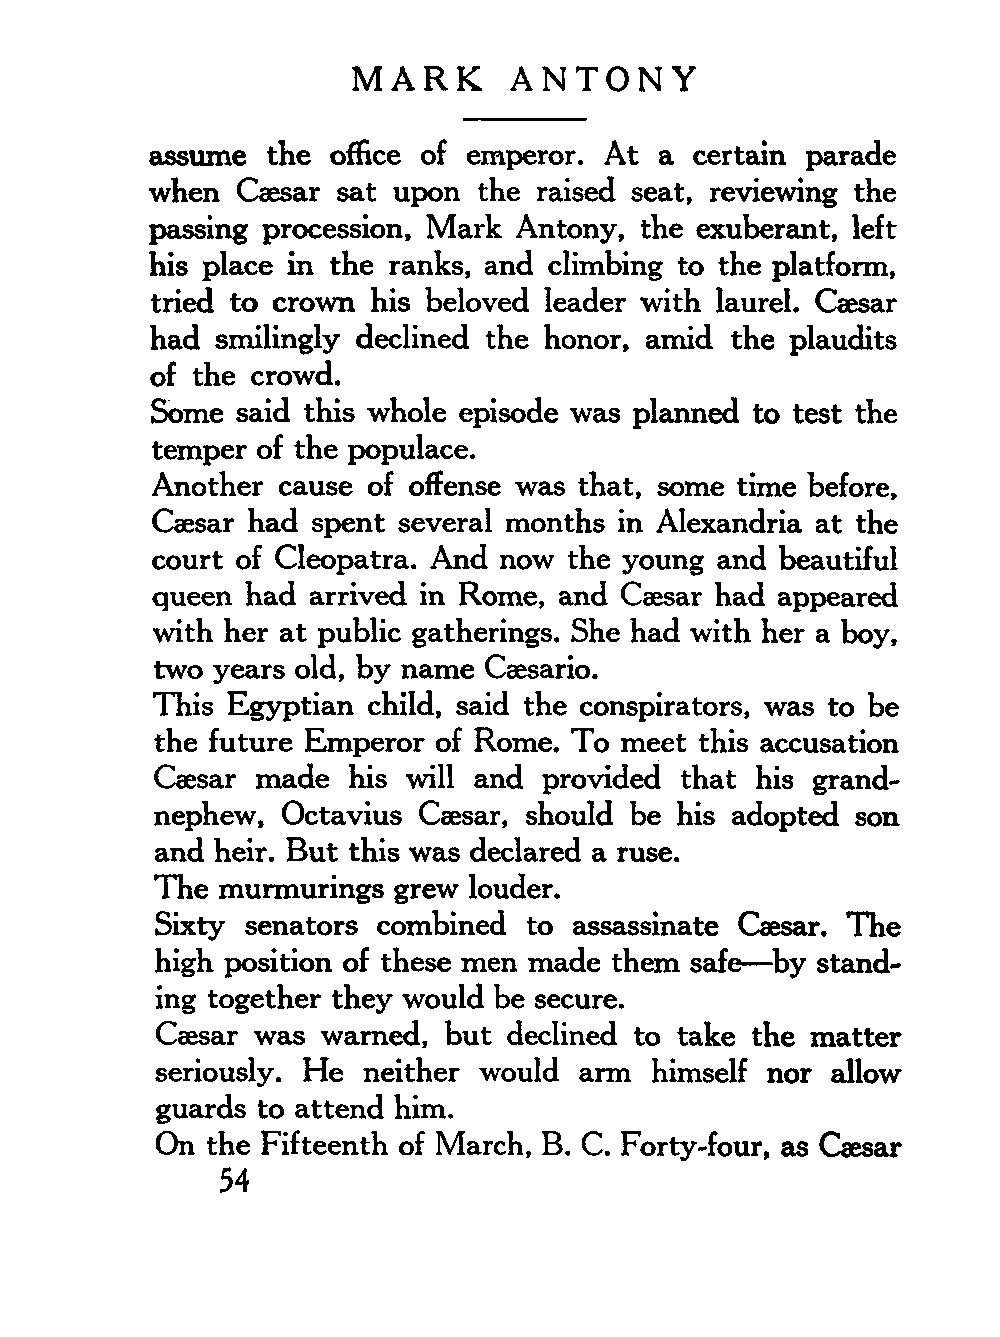 MARK ANTONY
assume the office of emperor. At a certain parade
when Cæsar sat upon the raised seat, reviewing the
passing procession, Mark Antony, the exuberant, left
his place in the ranks, and climbing to the platform,
tried to crown his beloved leader with laurel. Cæsar
had smilingly declined the honor, amid the plaudits
of the crowd.
Some said this whole episode was planned to test the
temper of the populace.
Another cause of offense was that, some time before,
Cæsar had spent several months in Alexandria at the
court of Cleopatra. And now the young and beautiful
queen had arrived in Rome, and Cæsar had appeared
with her at public gatherings. She had with her a boy,
two years old, by name Cæsario.
This Egyptian child, said the conspirators, was to be
the future Emperor of Rome. To meet this accusation
Cæsar made his will and provided that his grand-
nephew, Octavius Cæsar, should be his adopted son
and heir. But this was declared a ruse.
The murmurings grew louder.
Sixty senators combined to assassinate Cæsar. The
high position of these men made them safe—by stand-
ing together they would be secure.
Cæsar was warned, but declined to take the matter
seriously. He neither would arm himself nor allow
guards to attend him.
On the Fifteenth of March, B. C. Forty-four, as Cæsar
54